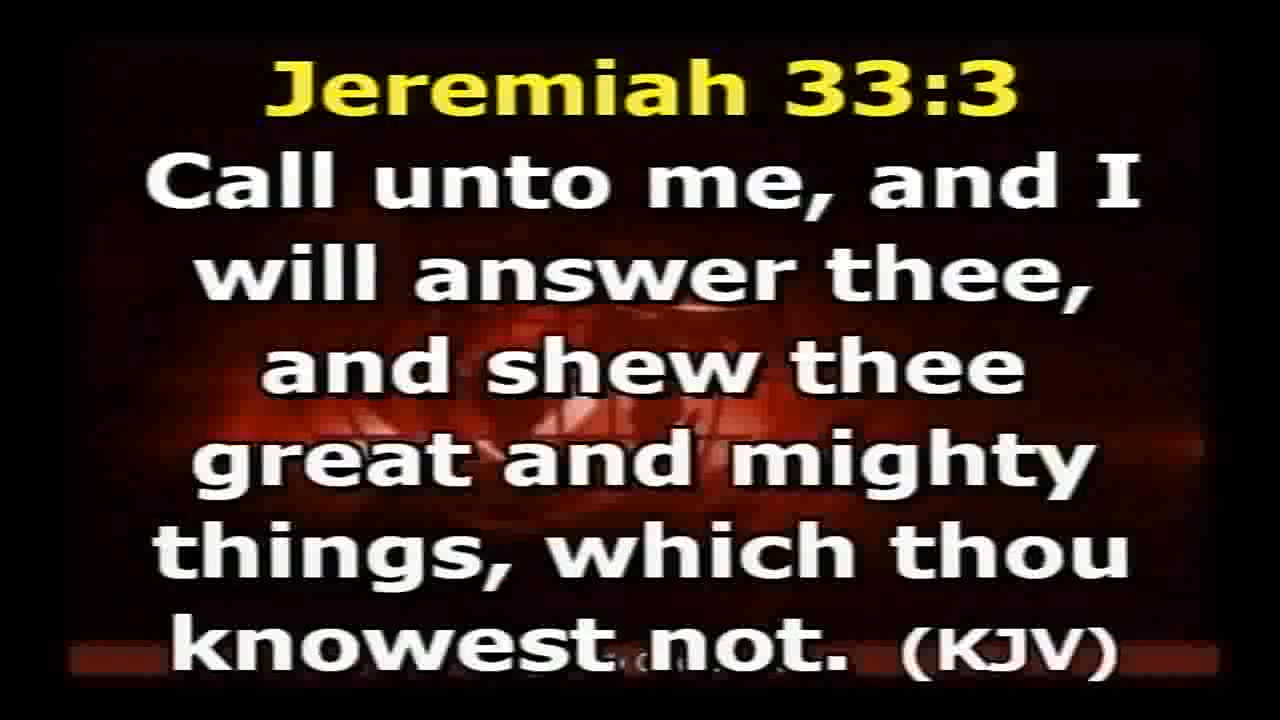 Jeremiah 33:3
Call unto me, and I
will answer thee,
and shew thee
great and mighty
things, which thou
knowest not. (KJV)